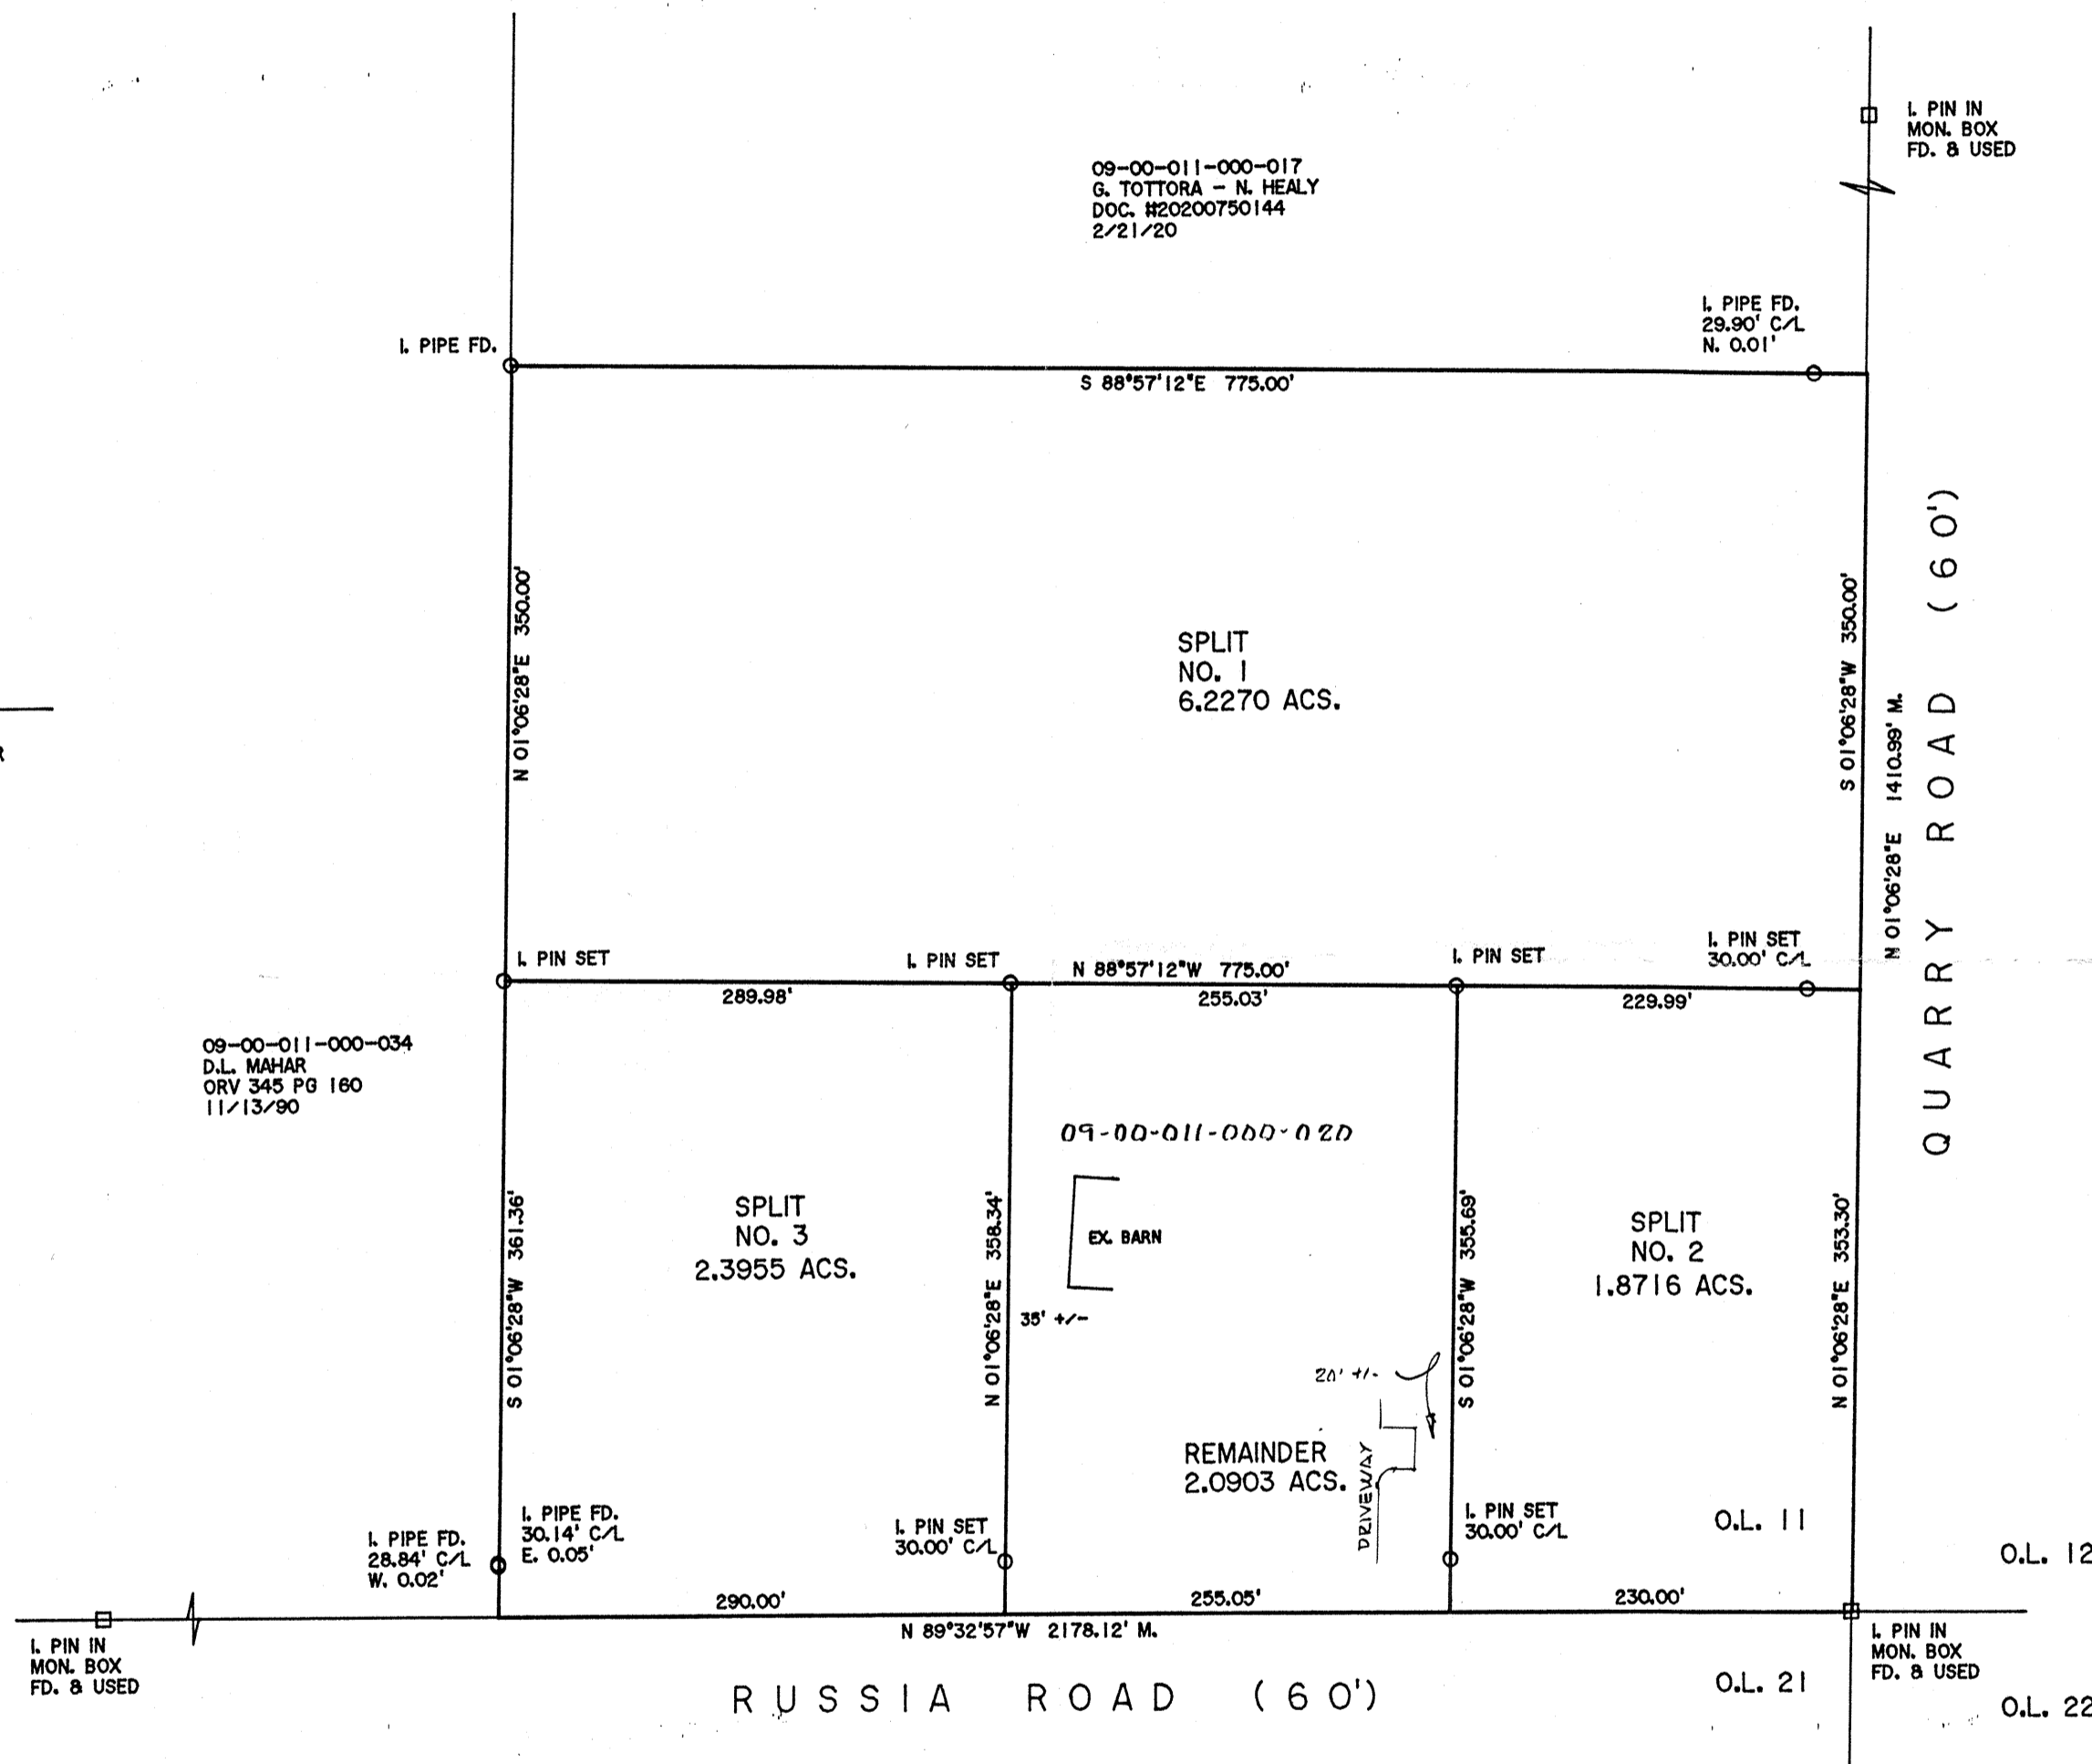 I. PIN IN
MON. BOX
FD. & USED
09-00-011-000-017
G. TOTTORA - N. HEALY
DOC. #20200750144
2/21/20
I. PIPE FD.
29.90' C/L
N. 0.01'
I. PIPE FD.
S 88°57'12"E 775.00'
N 01°06'28"E 350.00'
SPLIT
NO. 1
6.2270 ACS.
S 01°06'28"W 350.00'
N 01°06'28"E 1410.99' M.
QUARRY ROAD (60')
I. PIN SET
I. PIN SET
N 88°57'12"W 775.00'
I. PIN SET
I. PIN SET
30.00' C/L
289.98'
255.03'
229.99'
09-00-011-000-034
D.L. MAHAR
ORV 345 PG 160
11/13/90
09-00-011-000-020
S 01°06'28"W 361.36'
SPLIT
NO. 3
2.3955 ACS.
N 01°06'28"E 358.34'
EX. BARN
35' +/-
S 01°06'28"W 355.69'
SPLIT
NO. 2
1.8716 ACS.
N 01°06'28"E 353.30'
20' +/-
REMAINDER
2.0903 ACS.
DRIVEWAY
I. PIPE FD.
28.84' C/L
W. 0.02'
I. PIPE FD.
30.14' C/L
E. 0.05'
I. PIN SET
30.00' C/L
I. PIN SET
30.00' C/L
O.L. 11
O.L. 12
290.00'
255.05'
230.00'
N 89°32'57"W 2178.12' M.
I. PIN IN
MON. BOX
FD. & USED
I. PIN IN
MON. BOX
FD. & USED
RUSSIA ROAD (60')
O.L. 21
O.L. 22